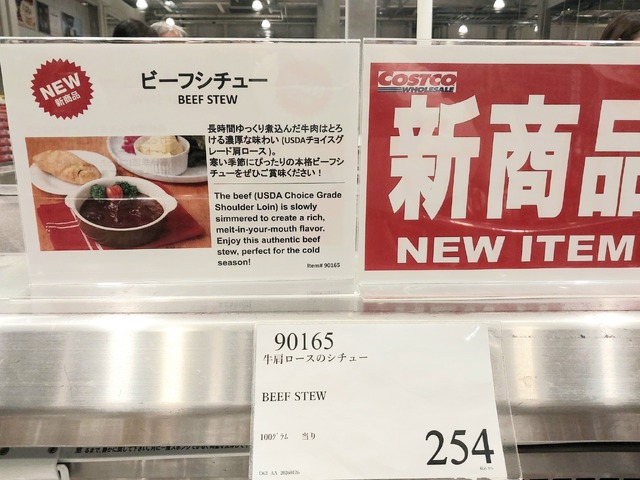 NEW
新商品
ビーフシチュー
BEEF STEW
長時間ゆっくり煮込んだ牛肉はとろ
ける濃厚な味わい (USDAチョイスグ
レード肩ロース)。
寒い季節にぴったりの本格ビーフシ
チューをぜひご賞味ください！
The beef (USDA Choice Grade
Shoulder Loin) is slowly
simmered to create a rich,
melt-in-your-mouth flavor.
Enjoy this authentic beef
stew, perfect for the cold
season!
Item# 90165
COSTCO
WHOLESALE
新商品
NEW ITEM
90165
牛肩ロースのシチュー
BEEF STEW
100ｸﾞﾗﾑ 当り
254